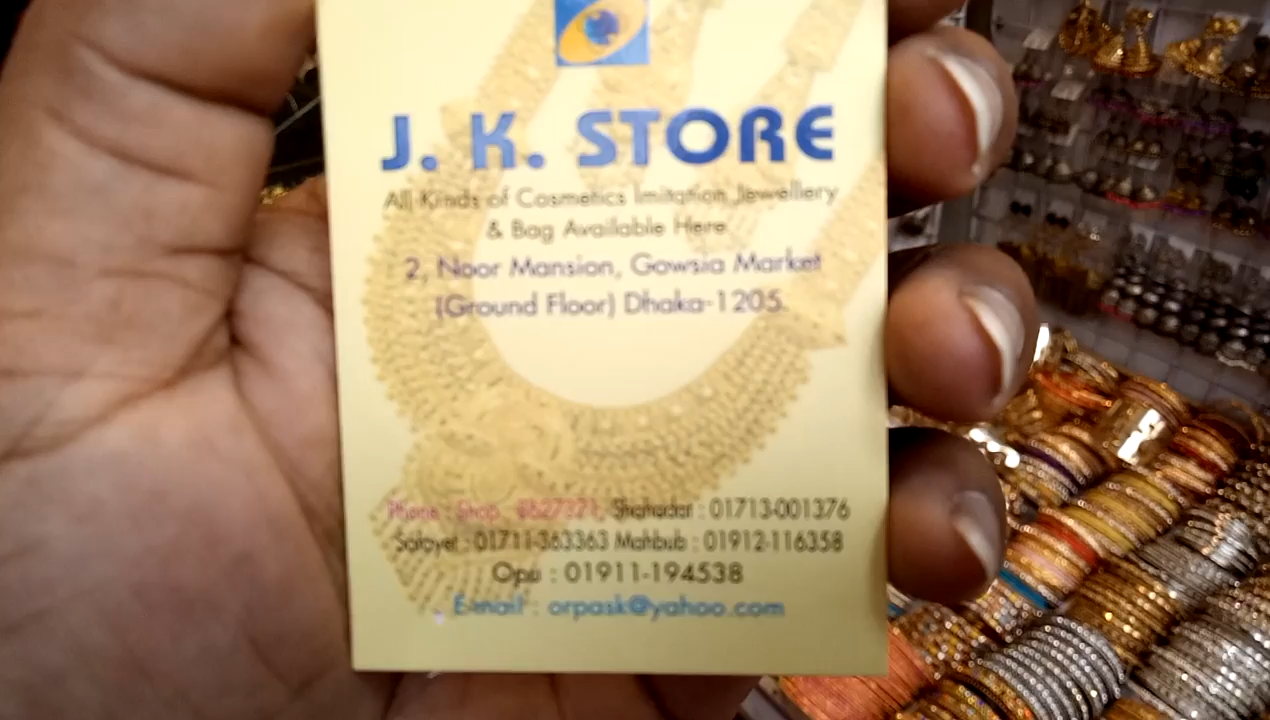 J. K. STORE
All Kinds of Cosmetics Imitation Jewellery
& Bag Available Here
2, Noor Mansion, Gowsia Market
(Ground Floor) Dhaka-1205.
Phone : Shop : 8627371, Shahadat : 01713-001376
: 01711-363363 Mahbub : 01912-116358
Opu : 01911-194538
E-mail : orpask@yahoo.com